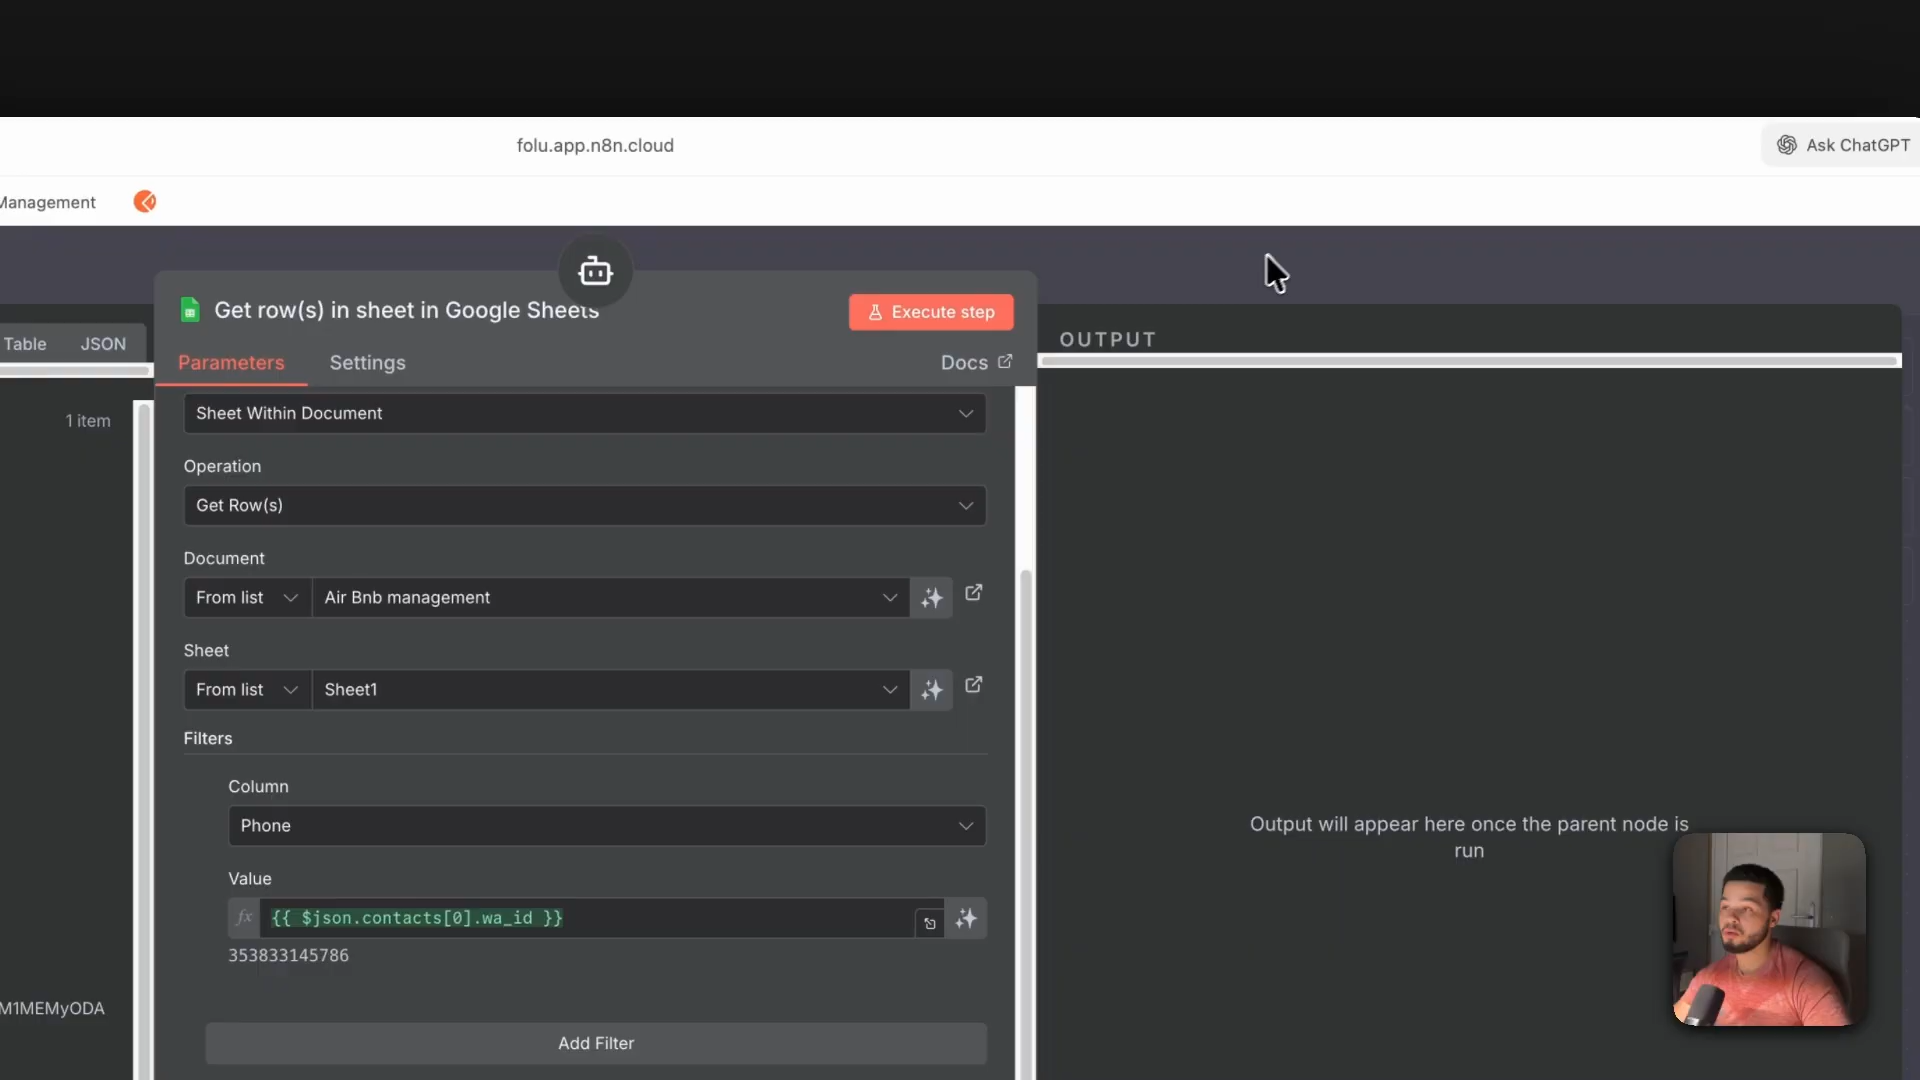 folu.app.n8n.cloud
Ask ChatGPT
Management
Get row(s) in sheet in Google Sheets
Execute step
Table
JSON
OUTPUT
Parameters
Settings
Docs
1 item
Sheet Within Document
Operation
Get Row(s)
Document
From list
Air Bnb management
Sheet
From list
Sheet1
Filters
Column
Phone
Output will appear here once the parent node is
run
Value
fx
{{ $json.contacts[0].wa_id }}
353833145786
M1MEMyODA
Add Filter